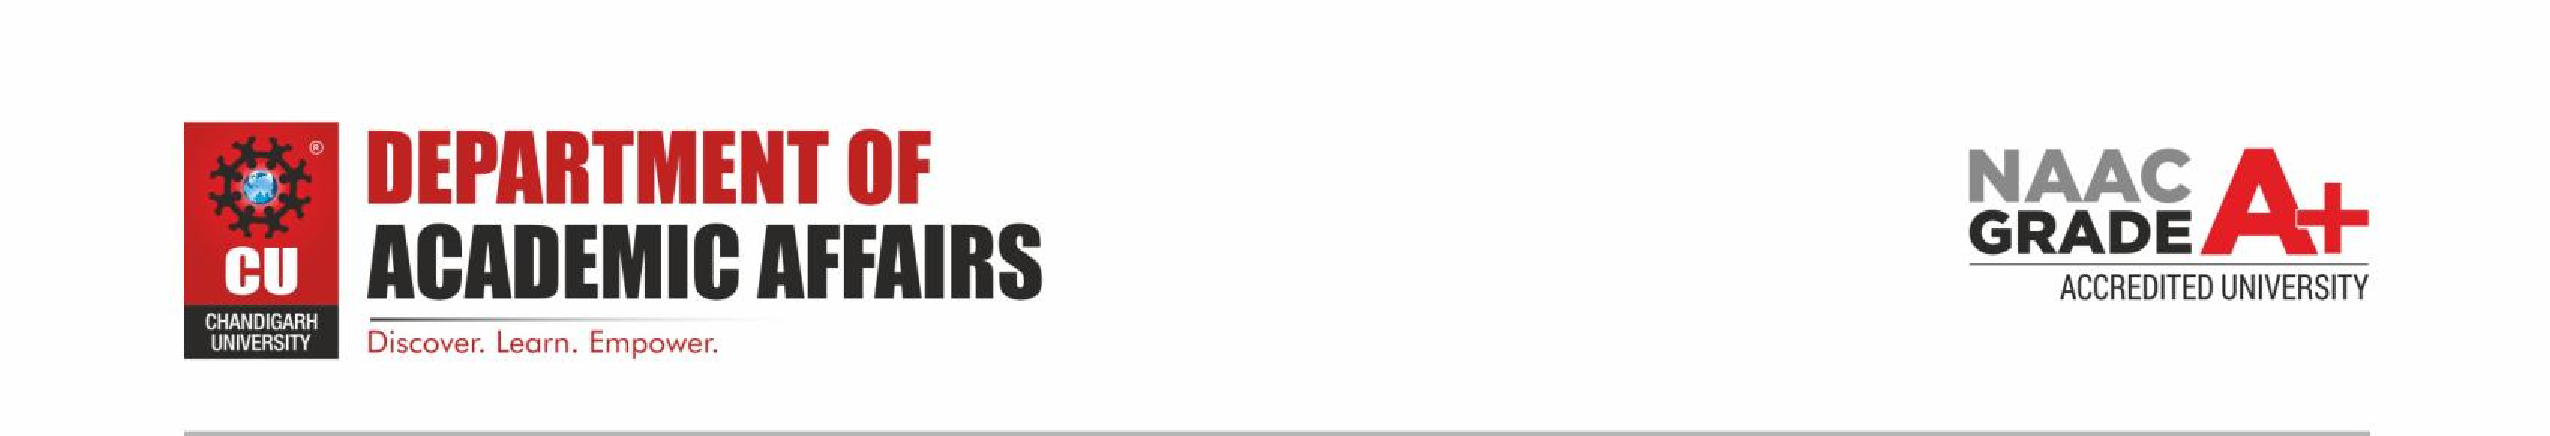 ®
CU
CHANDIGARH
UNIVERSITY
DEPARTMENT OF
ACADEMIC AFFAIRS
Discover. Learn. Empower.
NAAC
GRADE A+
ACCREDITED UNIVERSITY